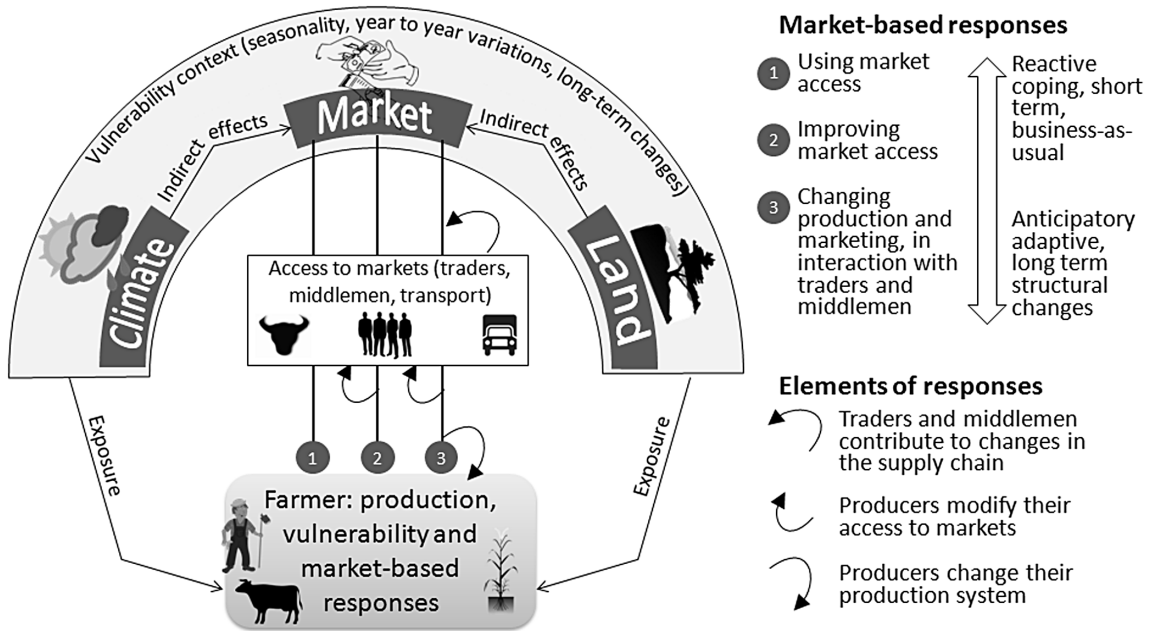 Vulnerability context (seasonality, year to year variations, long-term changes)
Market
Indirect effects
Indirect effects
Climate
Land
Access to markets (traders,
middlemen, transport)
Exposure
Exposure
1
2
3
Farmer: production,
vulnerability and
market-based
responses
Market-based responses
1
Using market
access
2
Improving
market access
3
Changing
production and
marketing, in
interaction with
traders and
middlemen
Reactive
coping, short
term,
business-as-
usual
Anticipatory
adaptive,
long term
structural
changes
Elements of responses
Traders and middlemen
contribute to changes in
the supply chain
Producers modify their
access to markets
Producers change their
production system